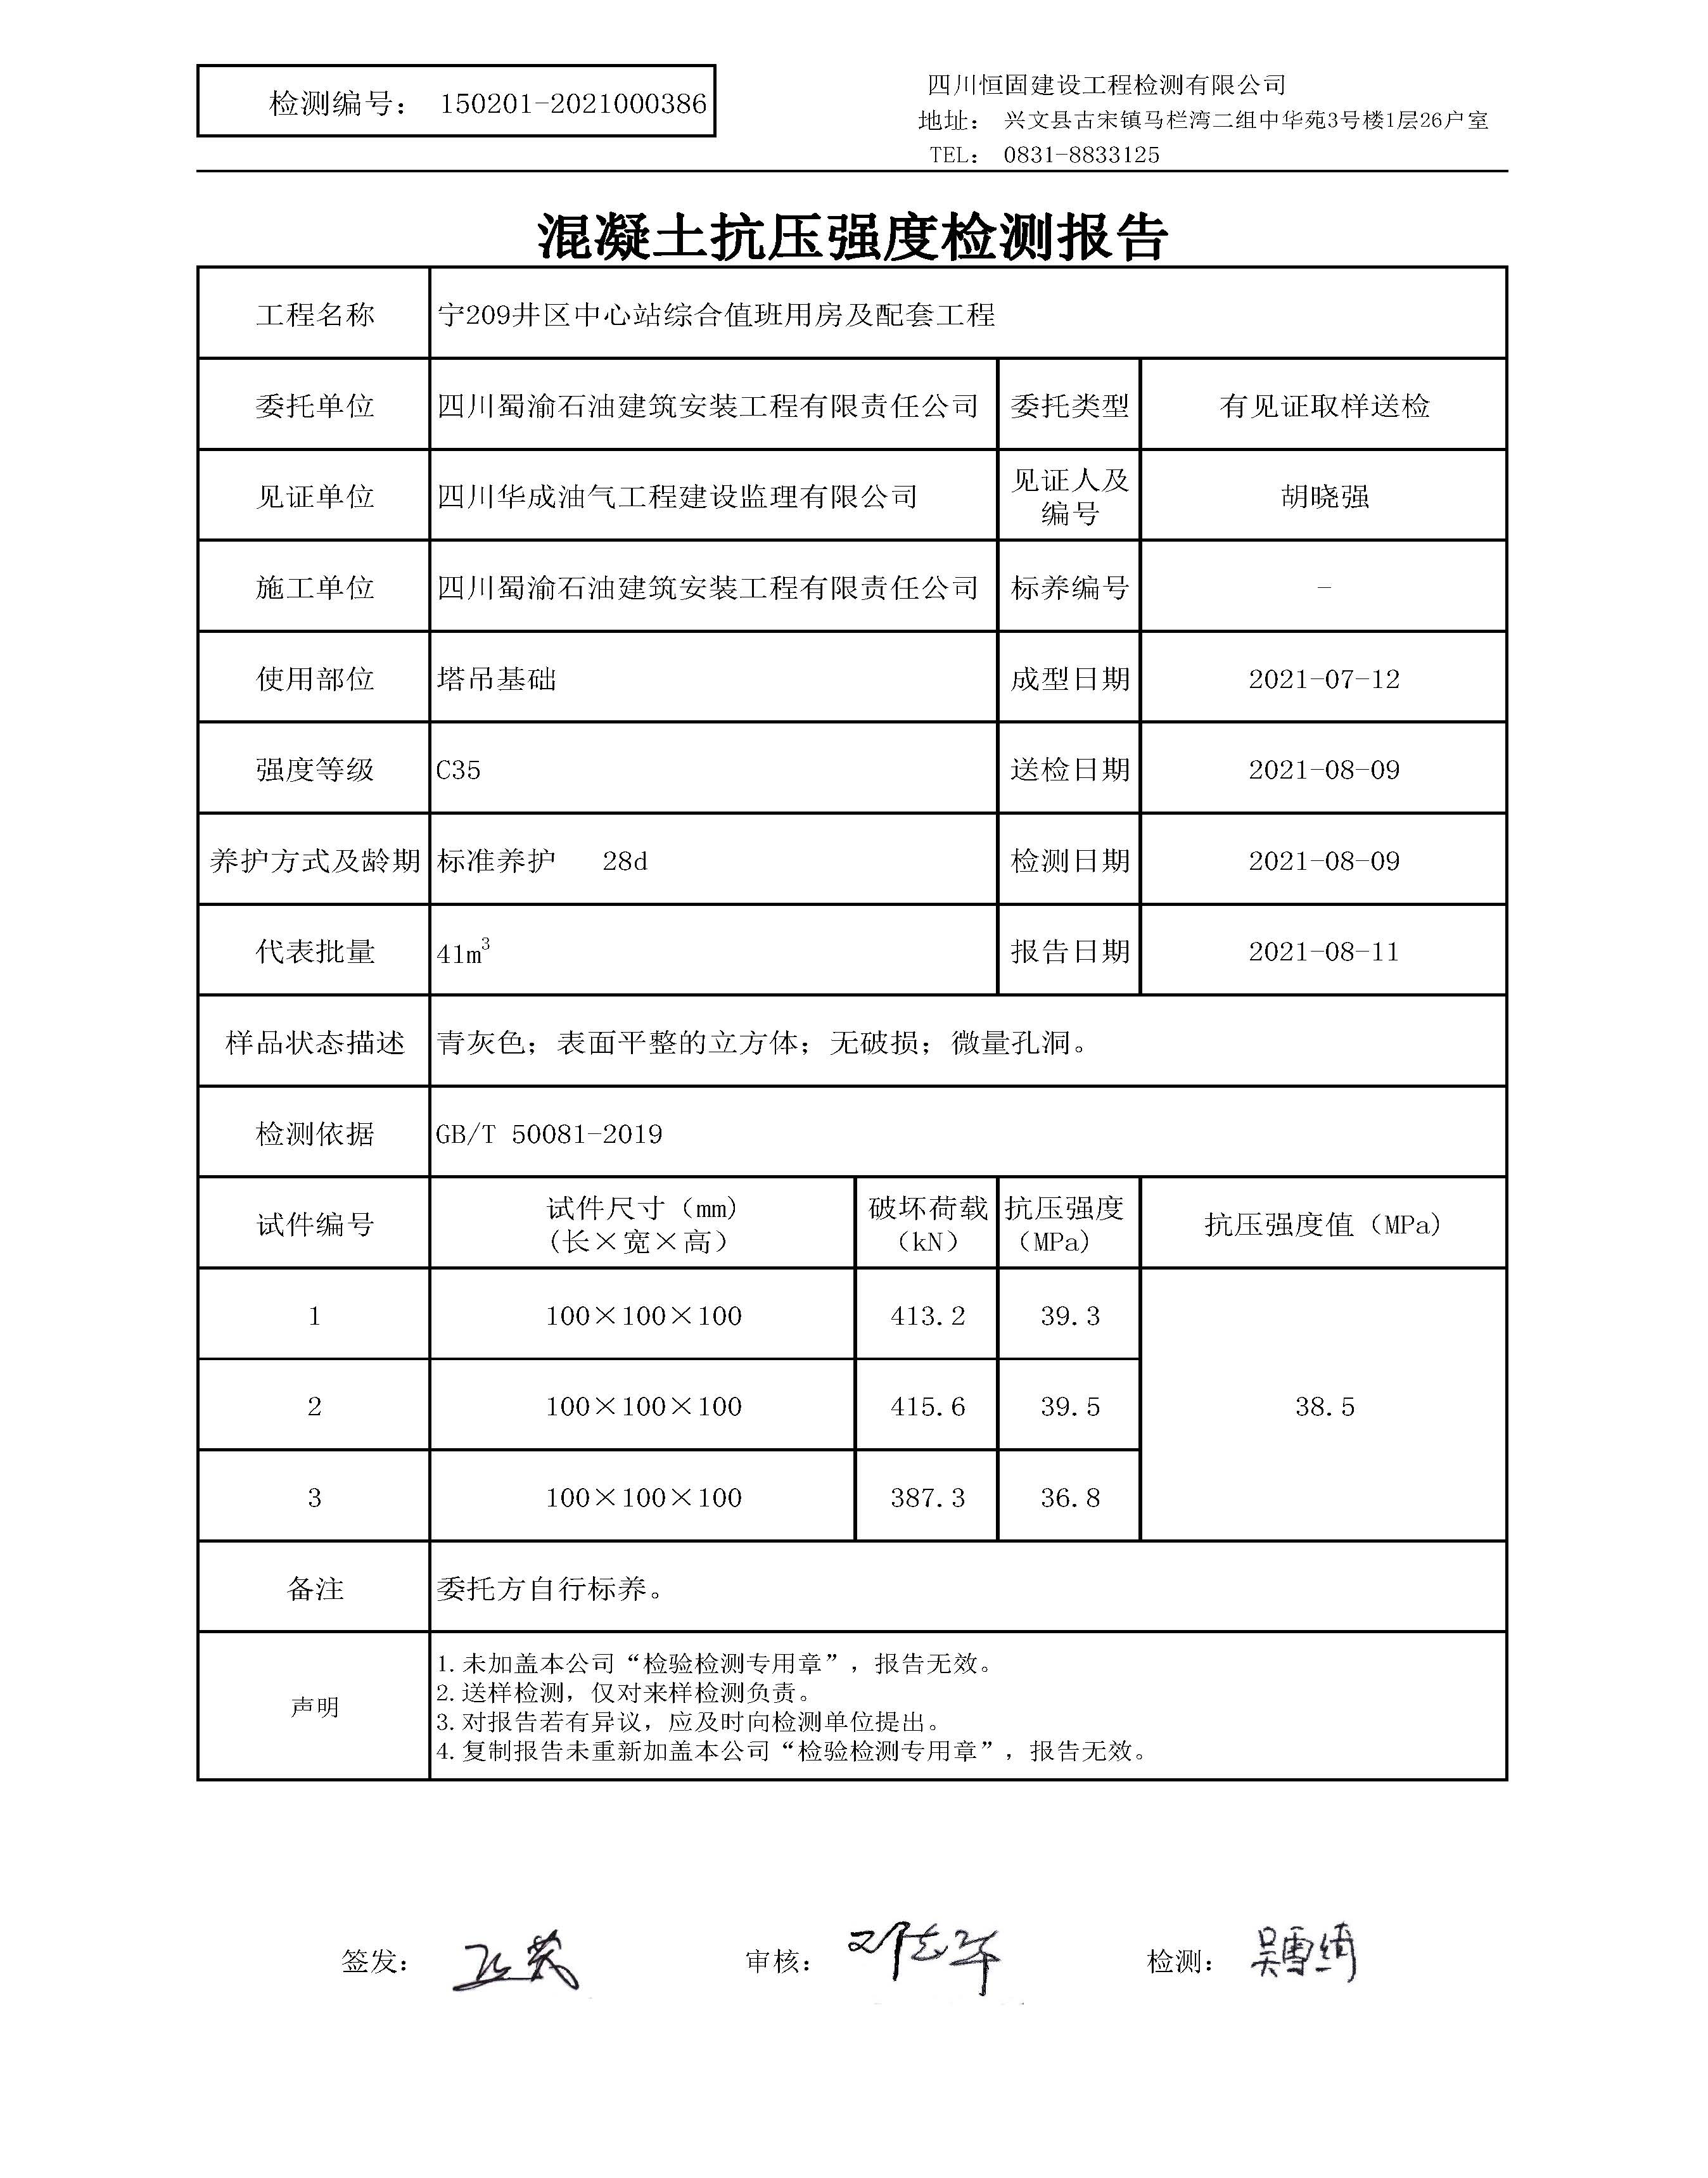 检测编号： 150201-2021000386
四川恒固建设工程检测有限公司
地址： 兴文县古宋镇马栏湾二组中华苑3号楼1层26户室
TEL： 0831-8833125
混凝土抗压强度检测报告
工程名称 宁209井区中心站综合值班用房及配套工程
委托单位 四川蜀渝石油建筑安装工程有限责任公司 委托类型 有见证取样送检
见证单位 四川华成油气工程建设监理有限公司 见证人及编号 胡晓强
施工单位 四川蜀渝石油建筑安装工程有限责任公司 标养编号 -
使用部位 塔吊基础 成型日期 2021-07-12
强度等级 C35 送检日期 2021-08-09
养护方式及龄期 标准养护 28d 检测日期 2021-08-09
代表批量 41m³ 报告日期 2021-08-11
样品状态描述 青灰色；表面平整的立方体；无破损；微量孔洞。
检测依据 GB/T 50081-2019
试件编号 试件尺寸（mm）（长×宽×高） 破坏荷载（kN） 抗压强度（MPa） 抗压强度值（MPa）
1 100×100×100 413.2 39.3
2 100×100×100 415.6 39.5 38.5
3 100×100×100 387.3 36.8
备注 委托方自行标养。
声明
1.未加盖本公司“检验检测专用章”，报告无效。
2.送样检测，仅对来样检测负责。
3.对报告若有异议，应及时向检测单位提出。
4.复制报告未重新加盖本公司“检验检测专用章”，报告无效。
签发： 审核： 邓志华 检测： 吴雪绮